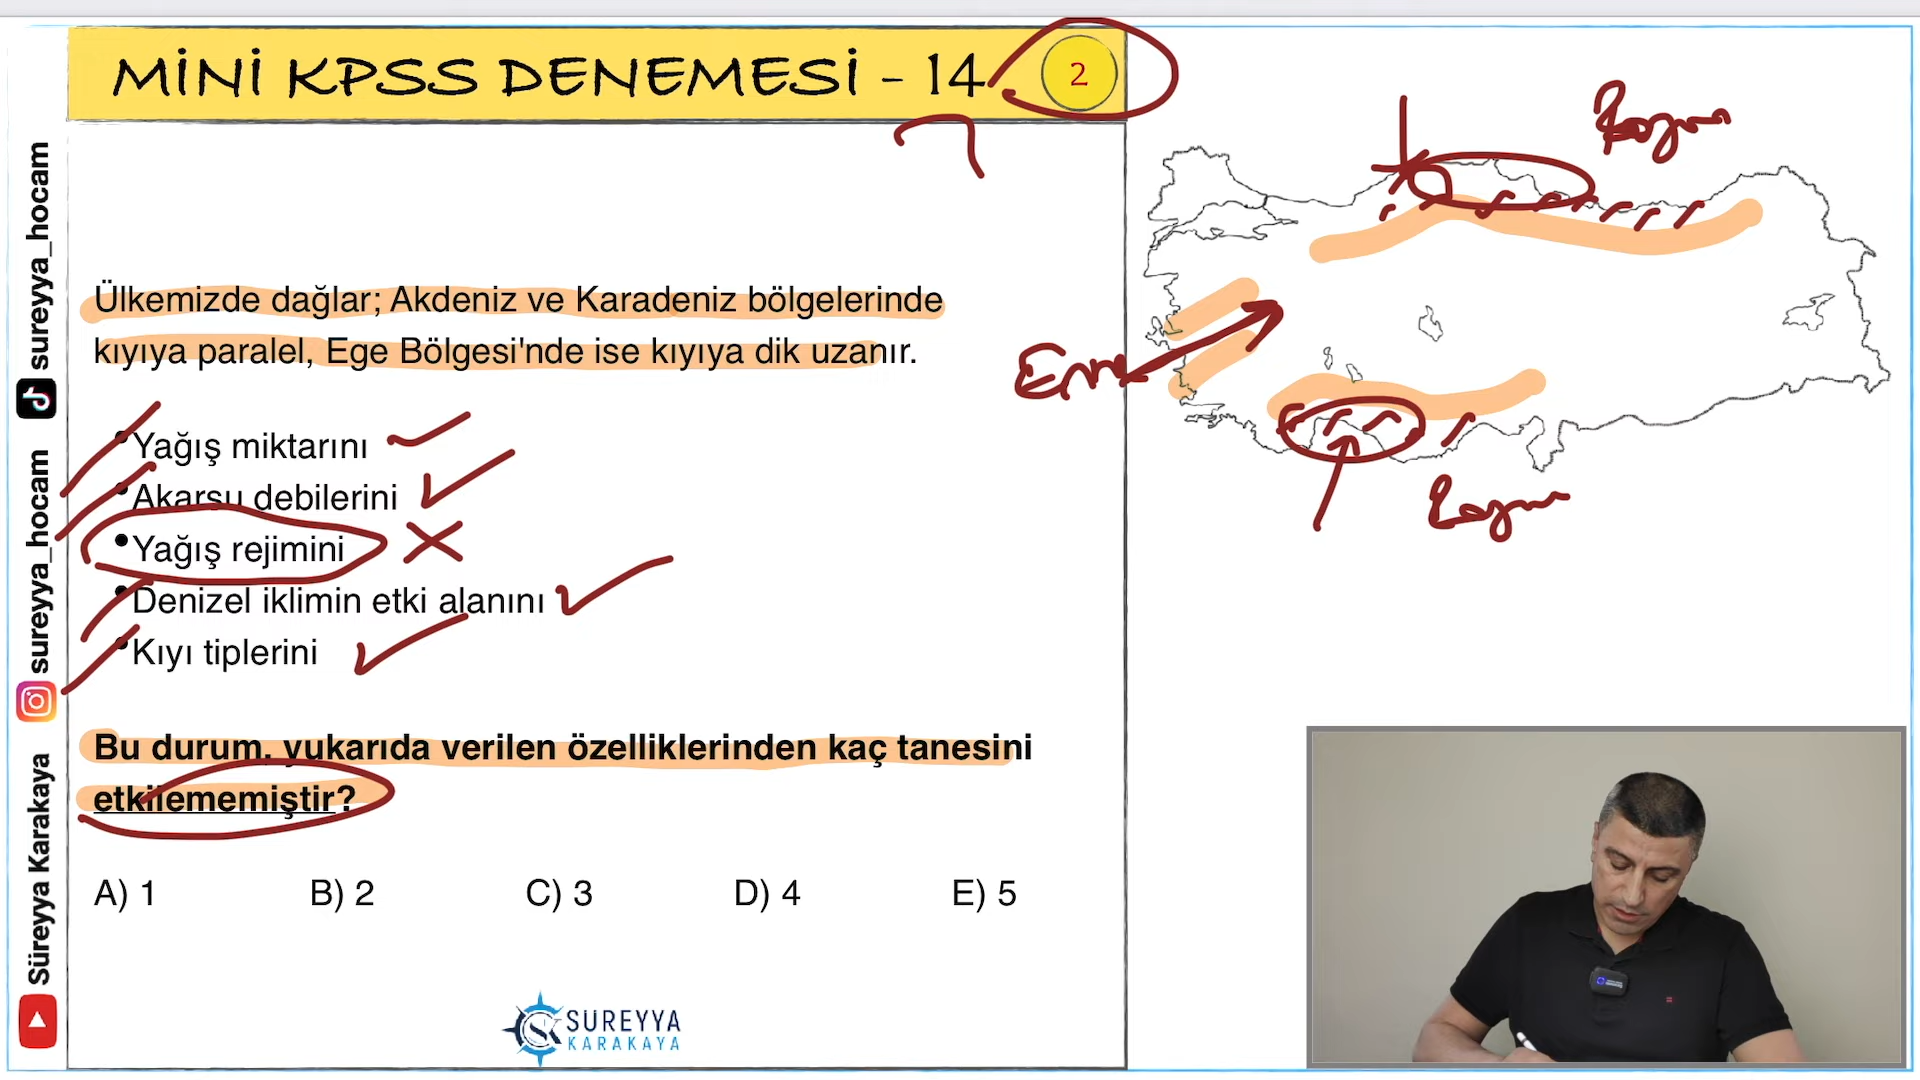 MİNİ KPSS DENEMESİ - 14
2
Ülkemizde dağlar; Akdeniz ve Karadeniz bölgelerinde
kıyıya paralel, Ege Bölgesi'nde ise kıyıya dik uzanır.
• Yağış miktarını
• Akarsu debilerini
• Yağış rejimini
• Denizel iklimin etki alanını
• Kıyı tiplerini
Bu durum, yukarıda verilen özelliklerinden kaç tanesini
etkilememiştir?
A) 1 B) 2 C) 3 D) 4 E) 5
SUREYYA
KARAKAYA
sureyya_hocam
sureyya_hocam
Süreyya Karakaya